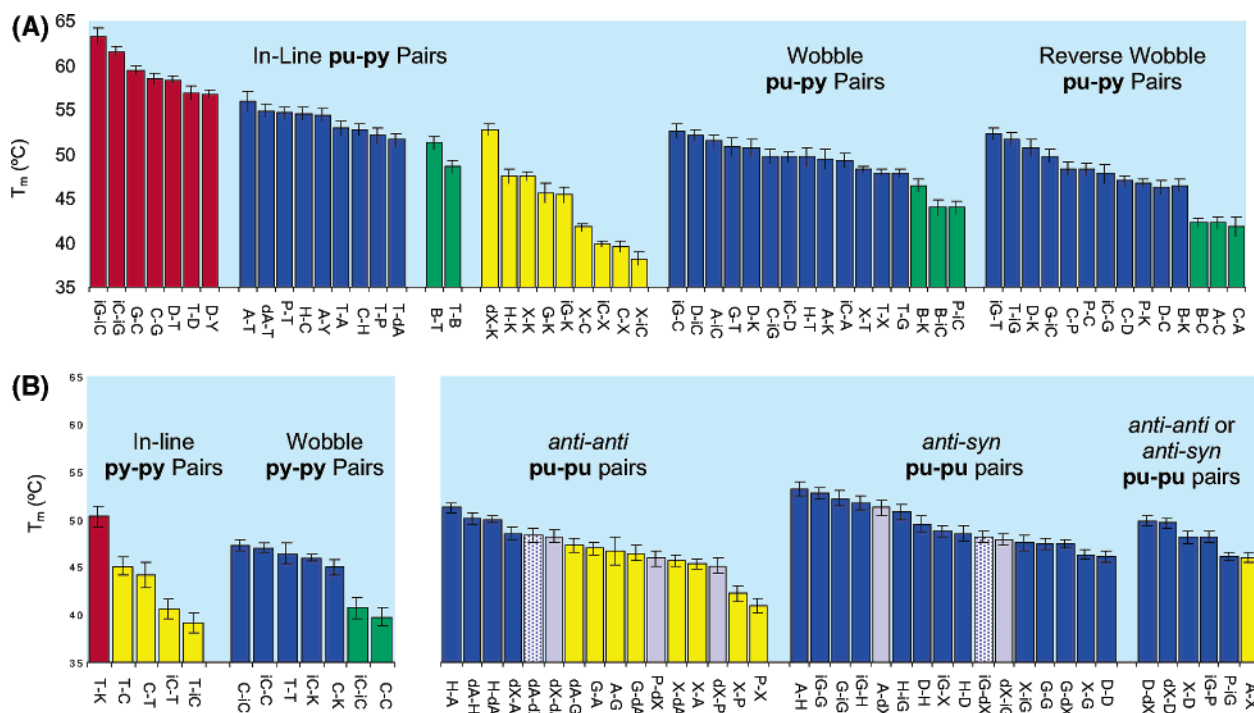 (A)
65
60
55
50
45
40
35
Tm (ºC)
In-Line pu-py Pairs
Wobble
pu-py Pairs
Reverse Wobble
pu-py Pairs
iG-iC
iC-iG
G-C
C-G
D-T
T-D
D-Y
A-T
dA-T
P-T
H-C
A-Y
T-A
C-H
T-P
T-dA
B-T
T-B
dX-K
H-K
X-K
G-K
iG-K
X-C
iC-X
C-X
X-iC
iG-C
D-iC
A-iC
G-T
D-K
C-iG
iC-D
H-T
A-K
iC-A
X-T
T-X
T-G
B-K
B-iC
P-iC
iG-T
T-iG
D-K
G-iC
C-P
P-C
iC-G
C-D
P-K
D-C
B-K
B-C
A-C
C-A
(B)
65
60
55
50
45
40
35
Tm (ºC)
In-line
py-py Pairs
Wobble
py-py Pairs
anti-anti
pu-pu pairs
anti-syn
pu-pu pairs
anti-anti or
anti-syn
pu-pu pairs
T-K
T-C
C-T
iC-T
T-iC
C-iC
iC-C
T-T
iC-K
C-K
iC-iC
C-C
H-A
dA-H
H-dA
dX-A
dA-d
dX-d
dA-G
G-A
A-G
G-dA
P-dX
X-dA
X-A
dX-P
X-P
P-X
A-H
iG-G
G-iG
iG-H
A-dX
H-iG
D-H
iG-X
H-D
iG-dX
dX-iG
X-iG
G-G
G-dX
X-G
D-D
D-dX
dX-D
X-D
iG-P
P-iG
A-A